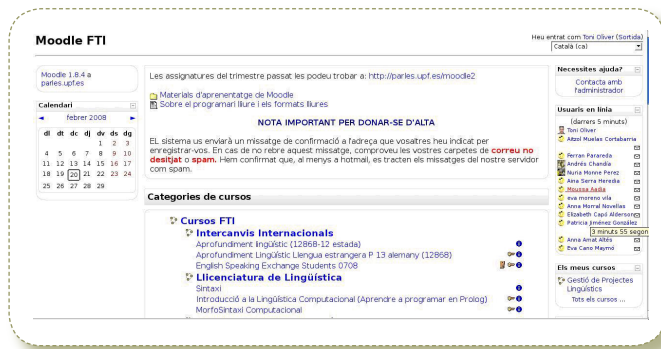 Moodle FTI
Heu entrat com Toni Oliver (Sortida)
Català (ca)
Moodle 1.8.4 a
parles.upf.es
Calendari
febrer 2008
dl dt dc dj dv ds dg
1 2 3
4 5 6 7 8 9 10
11 12 13 14 15 16 17
18 19 20 21 22 23 24
25 26 27 28 29
Les assignatures del trimestre passat les podeu trobar a: http://parles.upf.es/moodle2
Materials d'aprenentatge de Moodle
Sobre el programari lliure i els formats lliures
NOTA IMPORTANT PER DONAR-SE D'ALTA
EL sistema us enviarà un missatge de confirmació a l'adreça que vosaltres heu indicat per
enregistrar-vos. En cas de no rebre aquest missatge, comproveu les vostres carpetes de correu no
desitjat o spam. Hem confirmat que, al menys a hotmail, es tracten els missatges del nostre servidor
com spam.
Categories de cursos
Cursos FTI
Intercanvis Internacionals
Aprofundiment lingüístic (12868-12 estada)
Aprofundiment Lingüístic Llengua estrangera P 13 alemany (12868)
English Speaking Exchange Students 0708
Llicenciatura de Lingüística
Sintaxi
Introducció a la Lingüística Computacional (Aprendre a programar en Prolog)
MorfoSintaxi Computacional
Necessites ajuda?
Contacta amb
l'administrador
Usuaris en línia
(darrers 5 minuts)
Toni Oliver
Aitzol Muelas Cortabarria
Ferran Parareda
Andrés Chandía
Nuria Monne Perez
Aina Serra Heredia
Moussa Aadia
eva moreno vila
Anna Morral Novellas
Elizabeth Capó Alderson
Patricia Jiménez González
3 minuts 55 segon
Anna Amat Altés
Eva Cano Maymó
Els meus cursos
Gestió de Projectes
Lingüístics
Tots els cursos ...